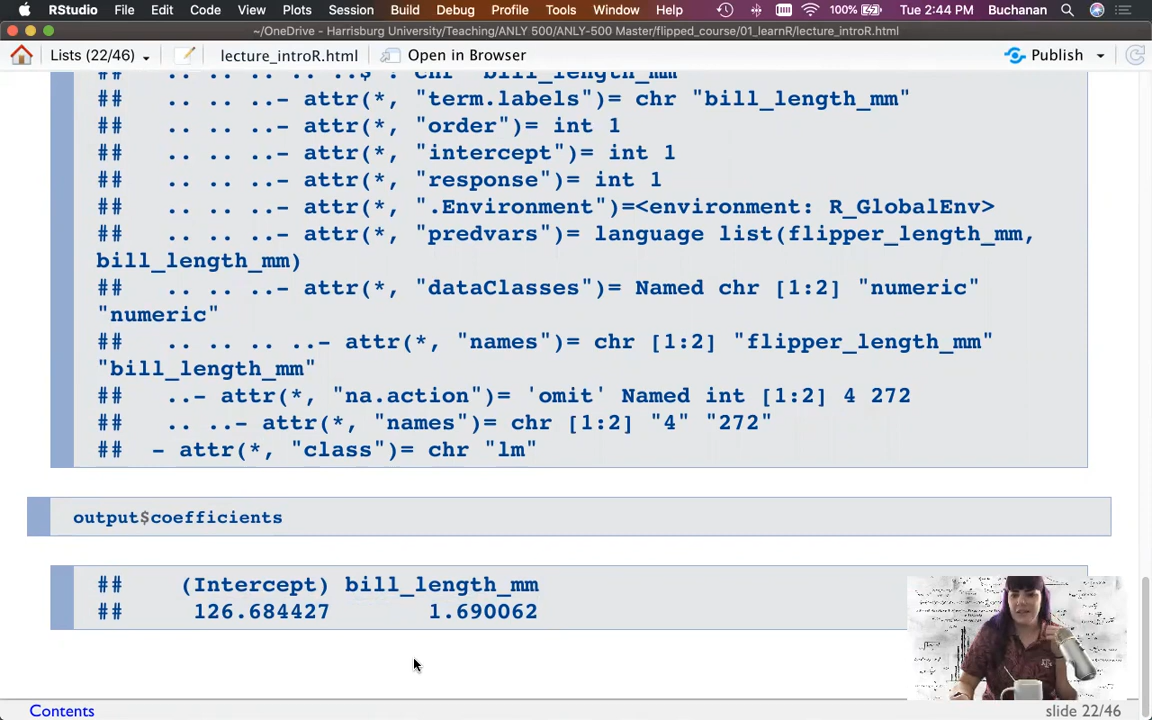 RStudio File Edit Code View Plots Session Build Debug Profile Tools Window Help 100% Tue 2:44 PM Buchanan
~/OneDrive - Harrisburg University/Teaching/ANLY 500/ANLY-500 Master/flipped_course/01_learnR/lecture_introR.html
Lists (22/46) lecture_introR.html Open in Browser Publish
## .. .. .. .. .. ..$ : chr "bill_length_mm"
## .. .. ..- attr(*, "term.labels")= chr "bill_length_mm"
## .. .. ..- attr(*, "order")= int 1
## .. .. ..- attr(*, "intercept")= int 1
## .. .. ..- attr(*, "response")= int 1
## .. .. ..- attr(*, ".Environment")=<environment: R_GlobalEnv>
## .. .. ..- attr(*, "predvars")= language list(flipper_length_mm,
bill_length_mm)
## .. .. ..- attr(*, "dataClasses")= Named chr [1:2] "numeric"
"numeric"
## .. .. .. ..- attr(*, "names")= chr [1:2] "flipper_length_mm"
"bill_length_mm"
## ..- attr(*, "na.action")= 'omit' Named int [1:2] 4 272
## .. ..- attr(*, "names")= chr [1:2] "4" "272"
## - attr(*, "class")= chr "lm"
output$coefficients
## (Intercept) bill_length_mm
## 126.684427 1.690062
Contents
slide 22/46